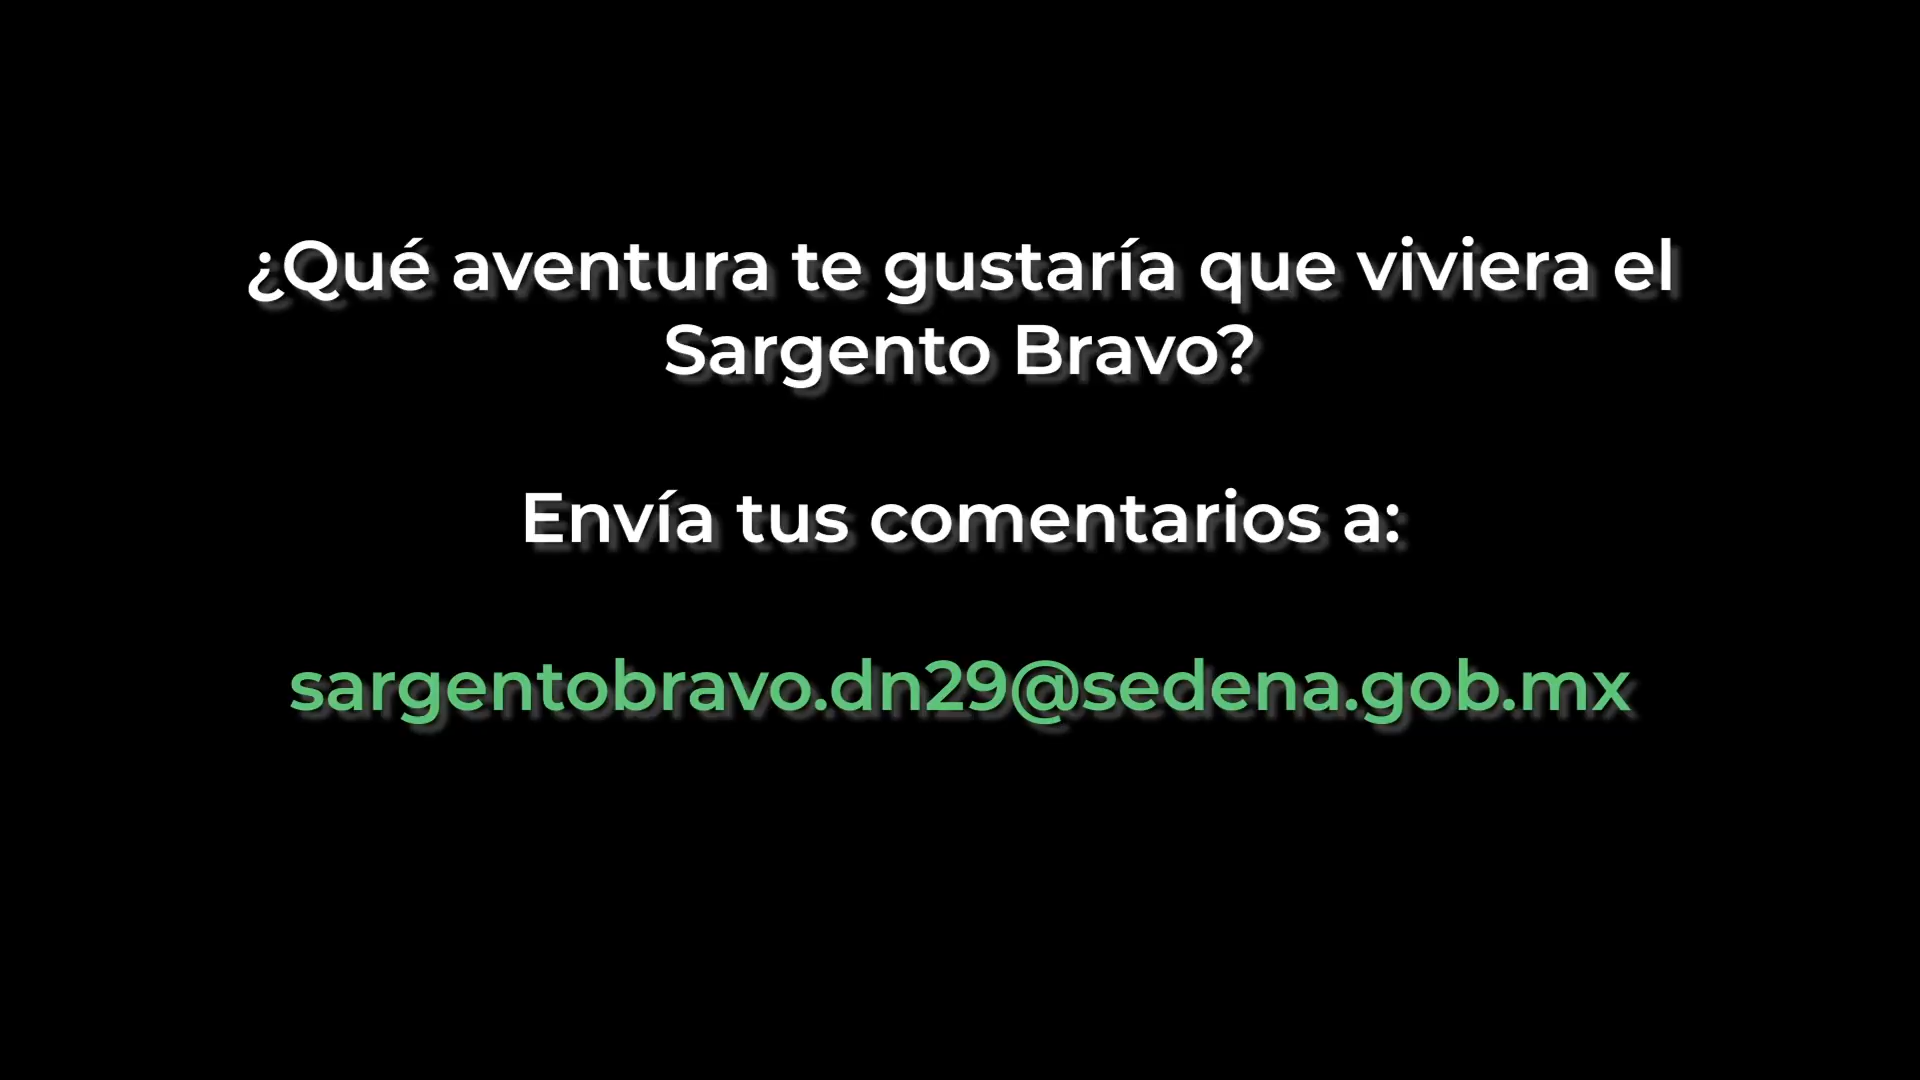 ¿Qué aventura te gustaría que viviera el
Sargento Bravo?
Envía tus comentarios a:
sargentobravo.dn29@sedena.gob.mx